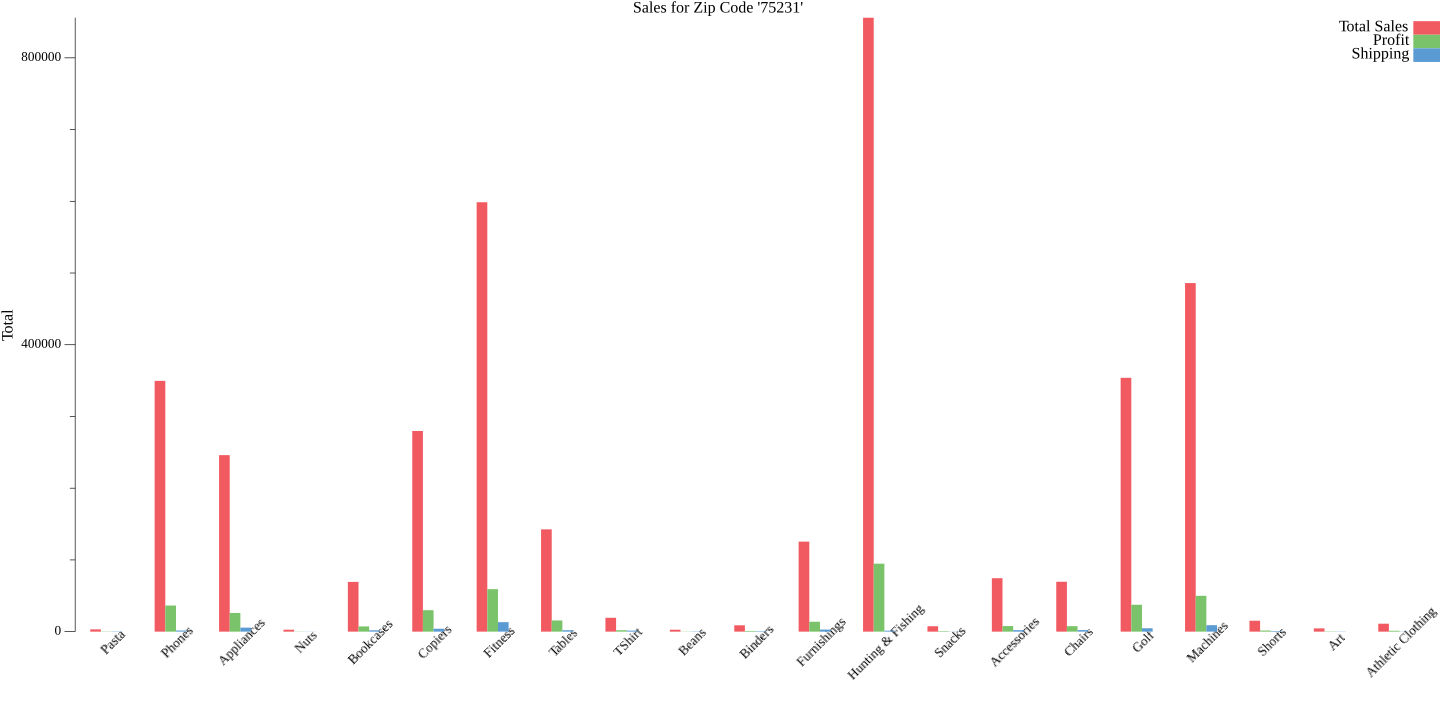 Sales for Zip Code '75231'
Total Sales
Profit
Shipping
Total
800000
400000
0
Pasta
Phones
Appliances
Nuts
Bookcases
Copiers
Fitness
Tables
TShirt
Beans
Binders
Furnishings
Hunting & Fishing
Snacks
Accessories
Chairs
Golf
Machines
Shorts
Art
Athletic Clothing